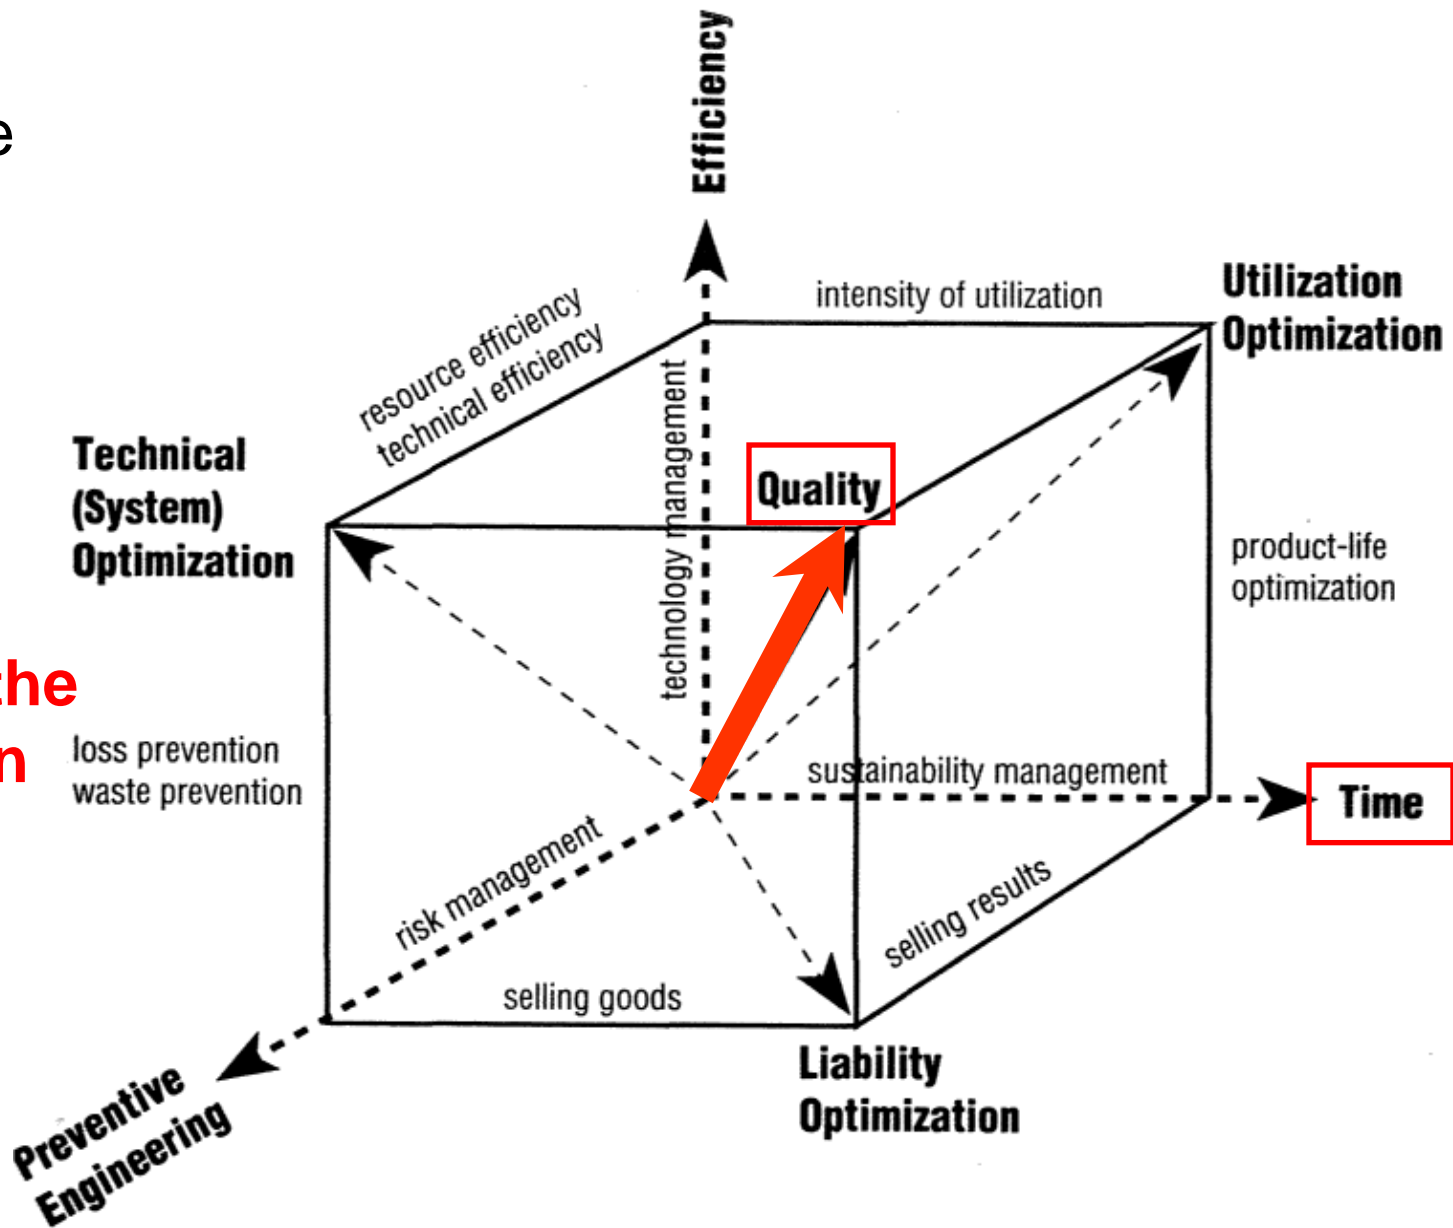 Efficiency
e
intensity of utilization
Utilization
Optimization
resource efficiency
technical efficiency
technology management
Technical
(System)
Optimization
Quality
product-life
optimization
the
n
loss prevention
waste prevention
sustainability management
Time
risk management
selling results
selling goods
Liability
Optimization
Preventive
Engineering